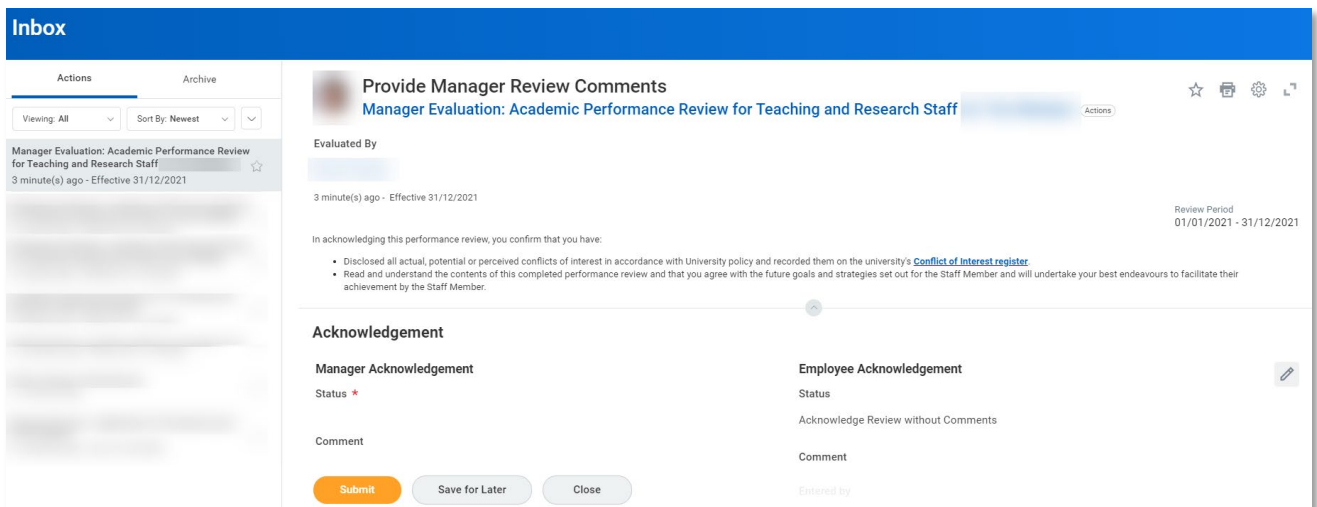 Inbox
Actions
Archive
Viewing: All
Sort By: Newest
Manager Evaluation: Academic Performance Review
for Teaching and Research Staff
3 minute(s) ago - Effective 31/12/2021
Provide Manager Review Comments
Manager Evaluation: Academic Performance Review for Teaching and Research Staff
Actions
Evaluated By
3 minute(s) ago - Effective 31/12/2021
Review Period
01/01/2021 - 31/12/2021
In acknowledging this performance review, you confirm that you have:
Disclosed all actual, potential or perceived conflicts of interest in accordance with University policy and recorded them on the university's Conflict of Interest register.
Read and understand the contents of this completed performance review and that you agree with the future goals and strategies set out for the Staff Member and will undertake your best endeavours to facilitate their
achievement by the Staff Member.
Acknowledgement
Manager Acknowledgement
Status *
Comment
Employee Acknowledgement
Status
Acknowledge Review without Comments
Comment
Entered by
Submit
Save for Later
Close